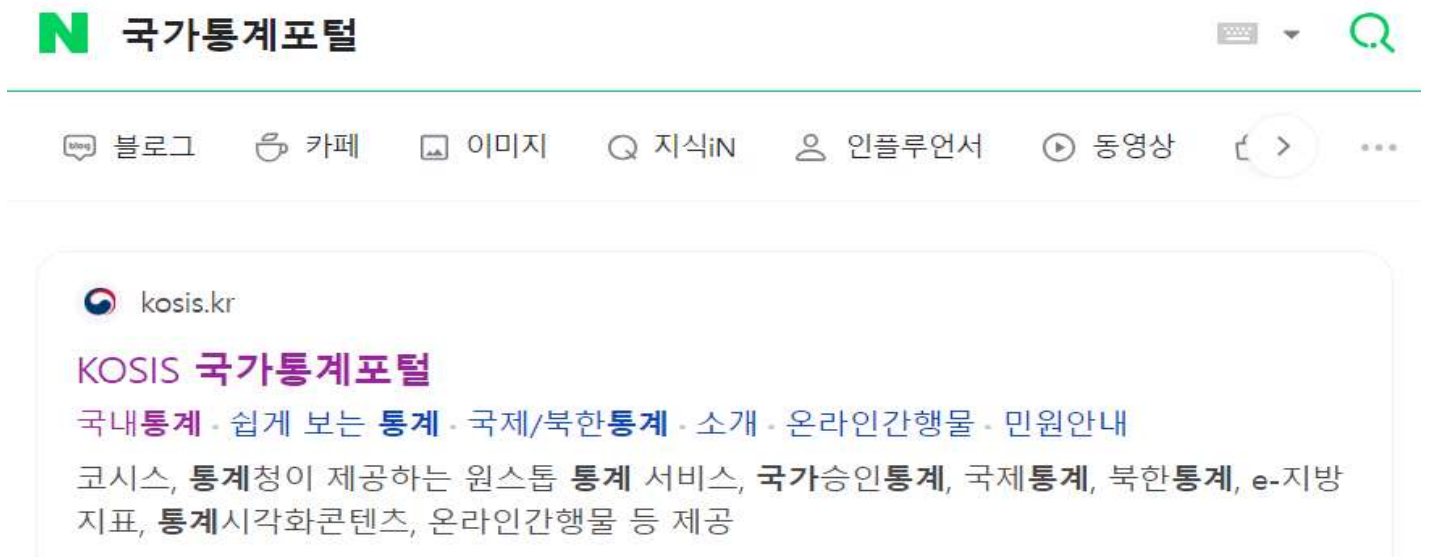 N 국가통계포털
블로그 카페 이미지 지식iN 인플루언서 동영상
kosis.kr
KOSIS 국가통계포털
국내통계 · 쉽게 보는 통계 · 국제/북한통계 · 소개 · 온라인간행물 · 민원안내
코시스, 통계청이 제공하는 원스톱 통계 서비스, 국가승인통계, 국제통계, 북한통계, e-지방
지표, 통계시각화콘텐츠, 온라인간행물 등 제공